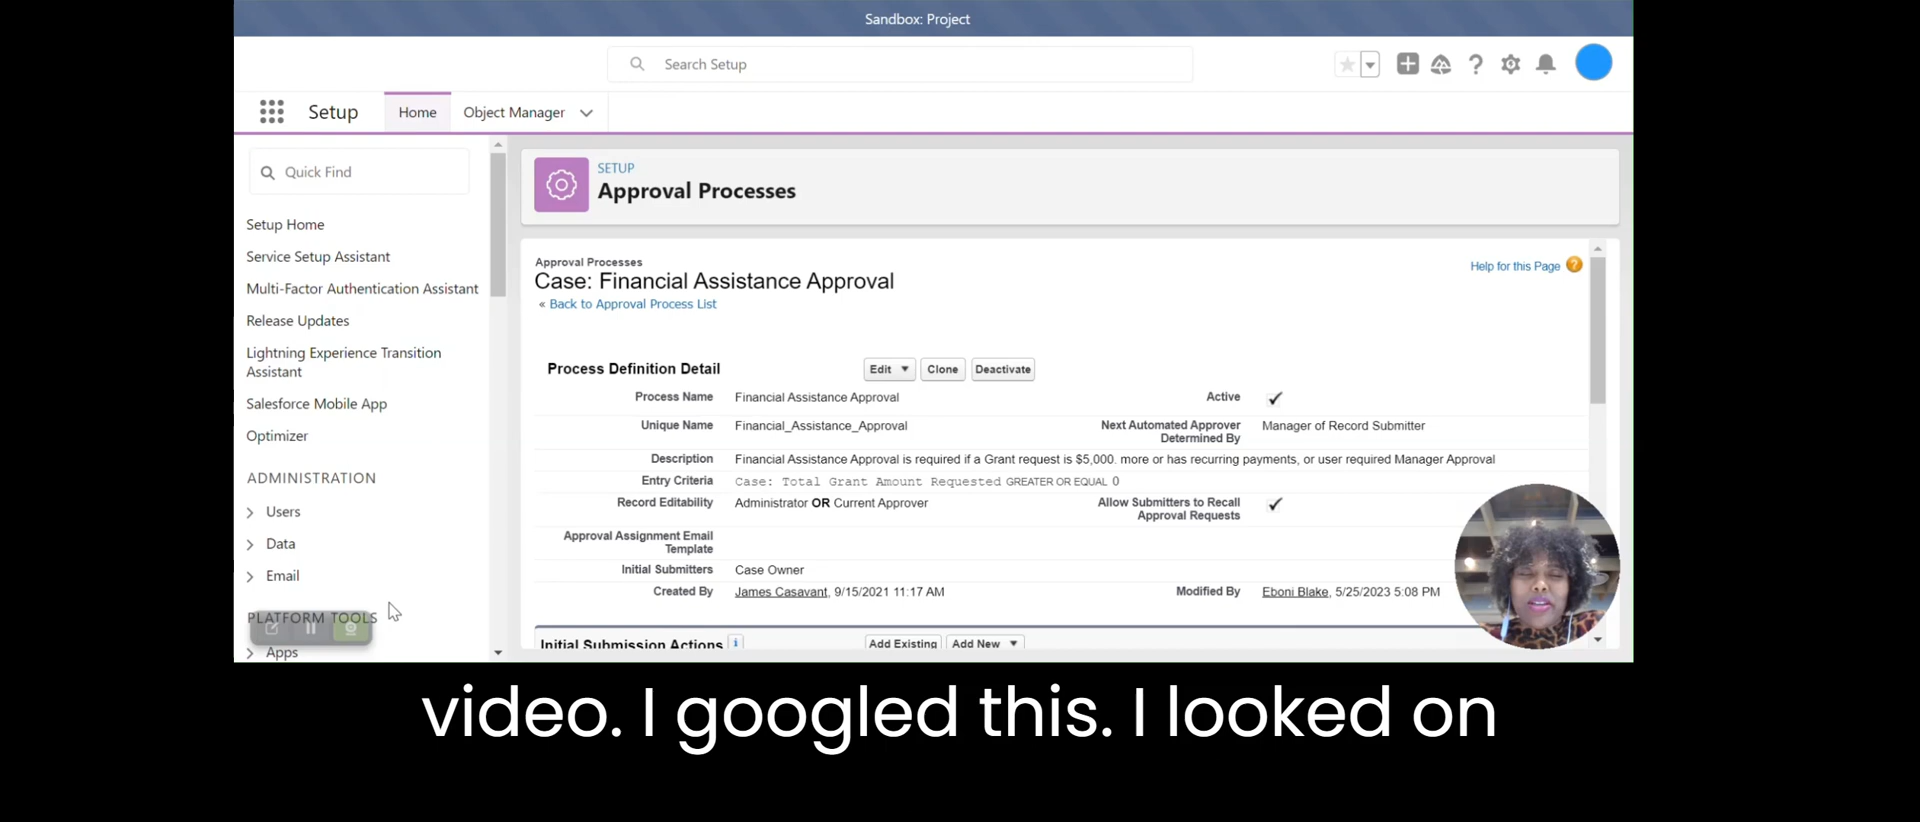 Sandbox: Project
Search Setup
Setup
Home
Object Manager
Quick Find
Setup Home
Service Setup Assistant
Multi-Factor Authentication Assistant
Release Updates
Lightning Experience Transition
Assistant
Salesforce Mobile App
Optimizer
ADMINISTRATION
Users
Data
Email
PLATFORM TOOLS
Apps
SETUP
Approval Processes
Approval Processes
Case: Financial Assistance Approval
« Back to Approval Process List
Help for this Page ?
Process Definition Detail
Edit
Clone
Deactivate
Process Name Financial Assistance Approval
Active
Unique Name Financial_Assistance_Approval
Next Automated Approver
Determined By
Manager of Record Submitter
Description Financial Assistance Approval is required if a Grant request is $5,000. more or has recurring payments, or user required Manager Approval
Entry Criteria Case: Total Grant Amount Requested GREATER OR EQUAL 0
Record Editability Administrator OR Current Approver
Allow Submitters to Recall
Approval Requests
Approval Assignment Email
Template
Initial Submitters Case Owner
Created By James Casavant, 9/15/2021 11:17 AM
Modified By Eboni Blake, 5/25/2023 5:08 PM
Initial Submission Actions i
Add Existing
Add New
video. I googled this. I looked on